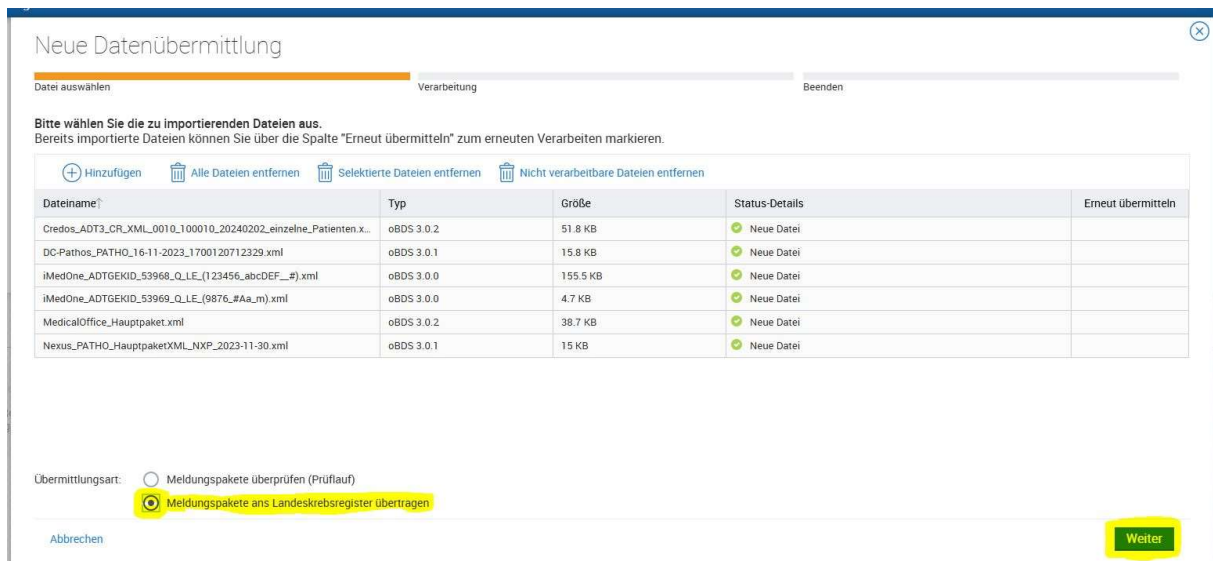 Neue Datenübermittlung
Datei auswählen Verarbeitung Beenden
Bitte wählen Sie die zu importierenden Dateien aus.
Bereits importierte Dateien können Sie über die Spalte "Erneut übermitteln" zum erneuten Verarbeiten markieren.
Hinzufügen Alle Dateien entfernen Selektierte Dateien entfernen Nicht verarbeitbare Dateien entfernen
Dateiname↑ Typ Größe Status-Details Erneut übermitteln
Credos_ADT3_CR_XML_0010_100010_20240202_einzelne_Patienten.x... oBDS 3.0.2 51.8 KB Neue Datei
DC-Pathos_PATHO_16-11-2023_1700120712329.xml oBDS 3.0.1 15.8 KB Neue Datei
iMedOne_ADTGEKID_53968_Q_LE_(123456_abcDEF__#).xml oBDS 3.0.0 155.5 KB Neue Datei
iMedOne_ADTGEKID_53969_Q_LE_(9876_#Aa_m).xml oBDS 3.0.0 4.7 KB Neue Datei
MedicalOffice_Hauptpaket.xml oBDS 3.0.2 38.7 KB Neue Datei
Nexus_PATHO_HauptpaketXML_NXP_2023-11-30.xml oBDS 3.0.1 15 KB Neue Datei
Übermittlungsart: Meldungspakete überprüfen (Prüflauf)
Meldungspakete ans Landeskrebsregister übertragen
Abbrechen Weiter